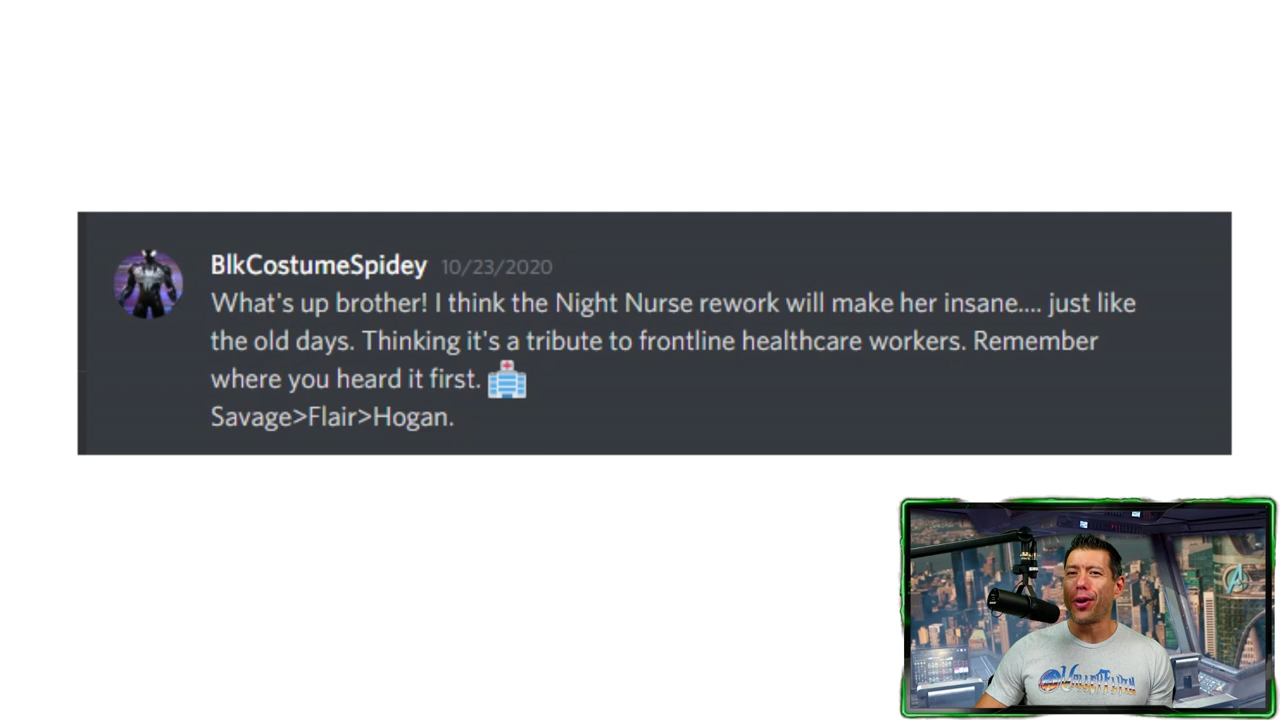 BlkCostumeSpidey 10/23/2020
What's up brother! I think the Night Nurse rework will make her insane.... just like
the old days. Thinking it's a tribute to frontline healthcare workers. Remember
where you heard it first.
Savage>Flair>Hogan.
VALLEYFLYIN